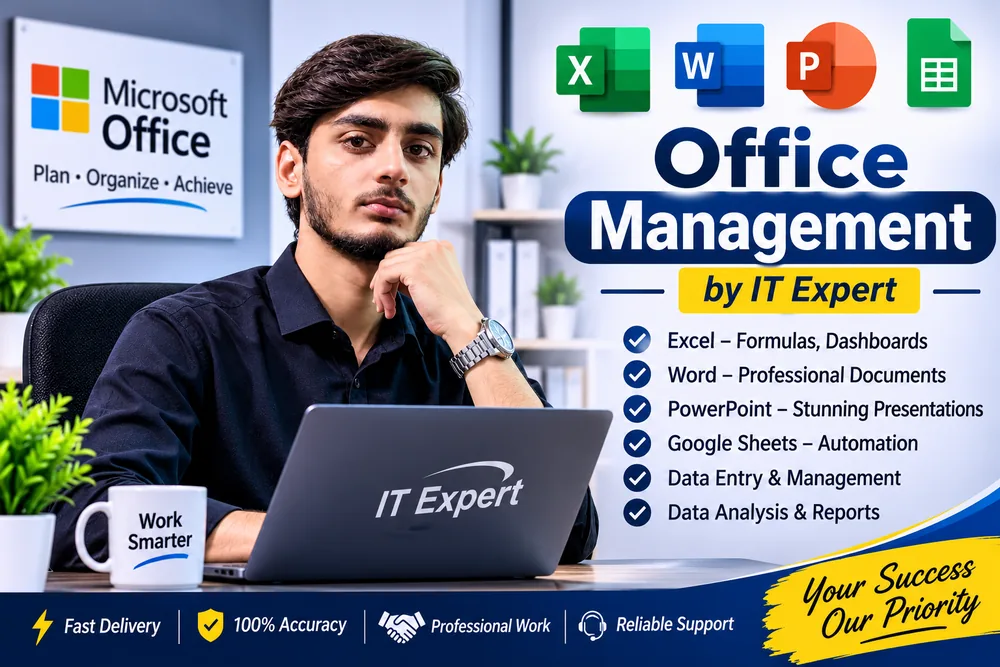 Microsoft
Office
Plan • Organize • Achieve
X
W
P
Office
Management
by IT Expert
Excel – Formulas, Dashboards
Word – Professional Documents
PowerPoint – Stunning Presentations
Google Sheets – Automation
Data Entry & Management
Data Analysis & Reports
IT Expert
Work
Smarter
Your Success
Our Priority
Fast Delivery
100% Accuracy
Professional Work
Reliable Support